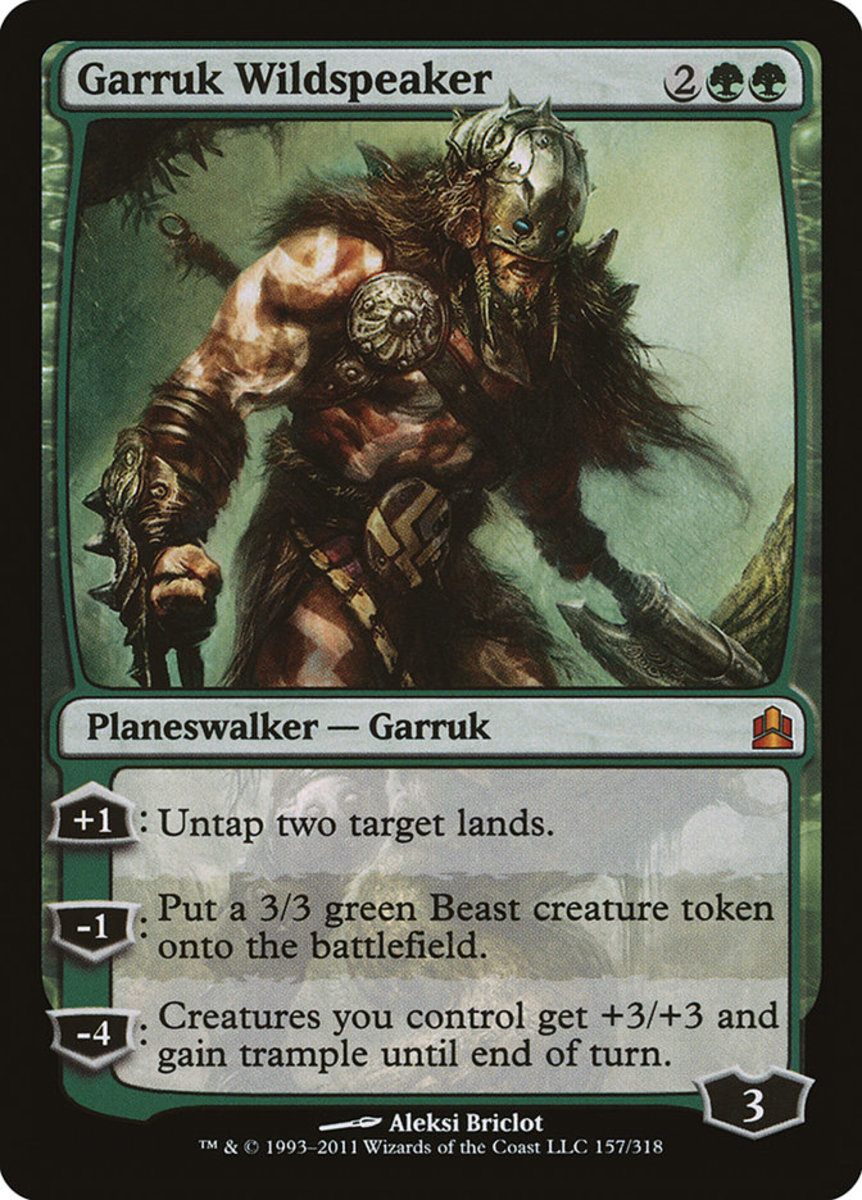 Garruk Wildspeaker 2
Planeswalker — Garruk
+1: Untap two target lands.
-1: Put a 3/3 green Beast creature token
onto the battlefield.
-4: Creatures you control get +3/+3 and
gain trample until end of turn.
3
Aleksi Briclot
™ & © 1993–2011 Wizards of the Coast LLC 157/318